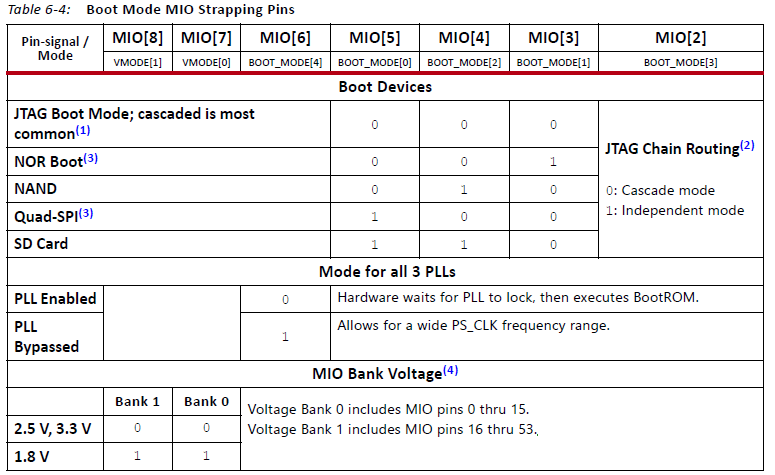 Table 6-4: Boot Mode MIO Strapping Pins
Pin-signal / Mode MIO[8] MIO[7] MIO[6] MIO[5] MIO[4] MIO[3] MIO[2]
VMODE[1] VMODE[0] BOOT_MODE[4] BOOT_MODE[0] BOOT_MODE[2] BOOT_MODE[1] BOOT_MODE[3]
Boot Devices
JTAG Boot Mode; cascaded is most
common(1) 0 0 0
NOR Boot(3) 0 0 1
NAND 0 1 0
Quad-SPI(3) 1 0 0
SD Card 1 1 0
JTAG Chain Routing(2)
0: Cascade mode
1: Independent mode
Mode for all 3 PLLs
PLL Enabled 0 Hardware waits for PLL to lock, then executes BootROM.
PLL
Bypassed 1 Allows for a wide PS_CLK frequency range.
MIO Bank Voltage(4)
Bank 1 Bank 0
2.5 V, 3.3 V 0 0
1.8 V 1 1
Voltage Bank 0 includes MIO pins 0 thru 15.
Voltage Bank 1 includes MIO pins 16 thru 53.